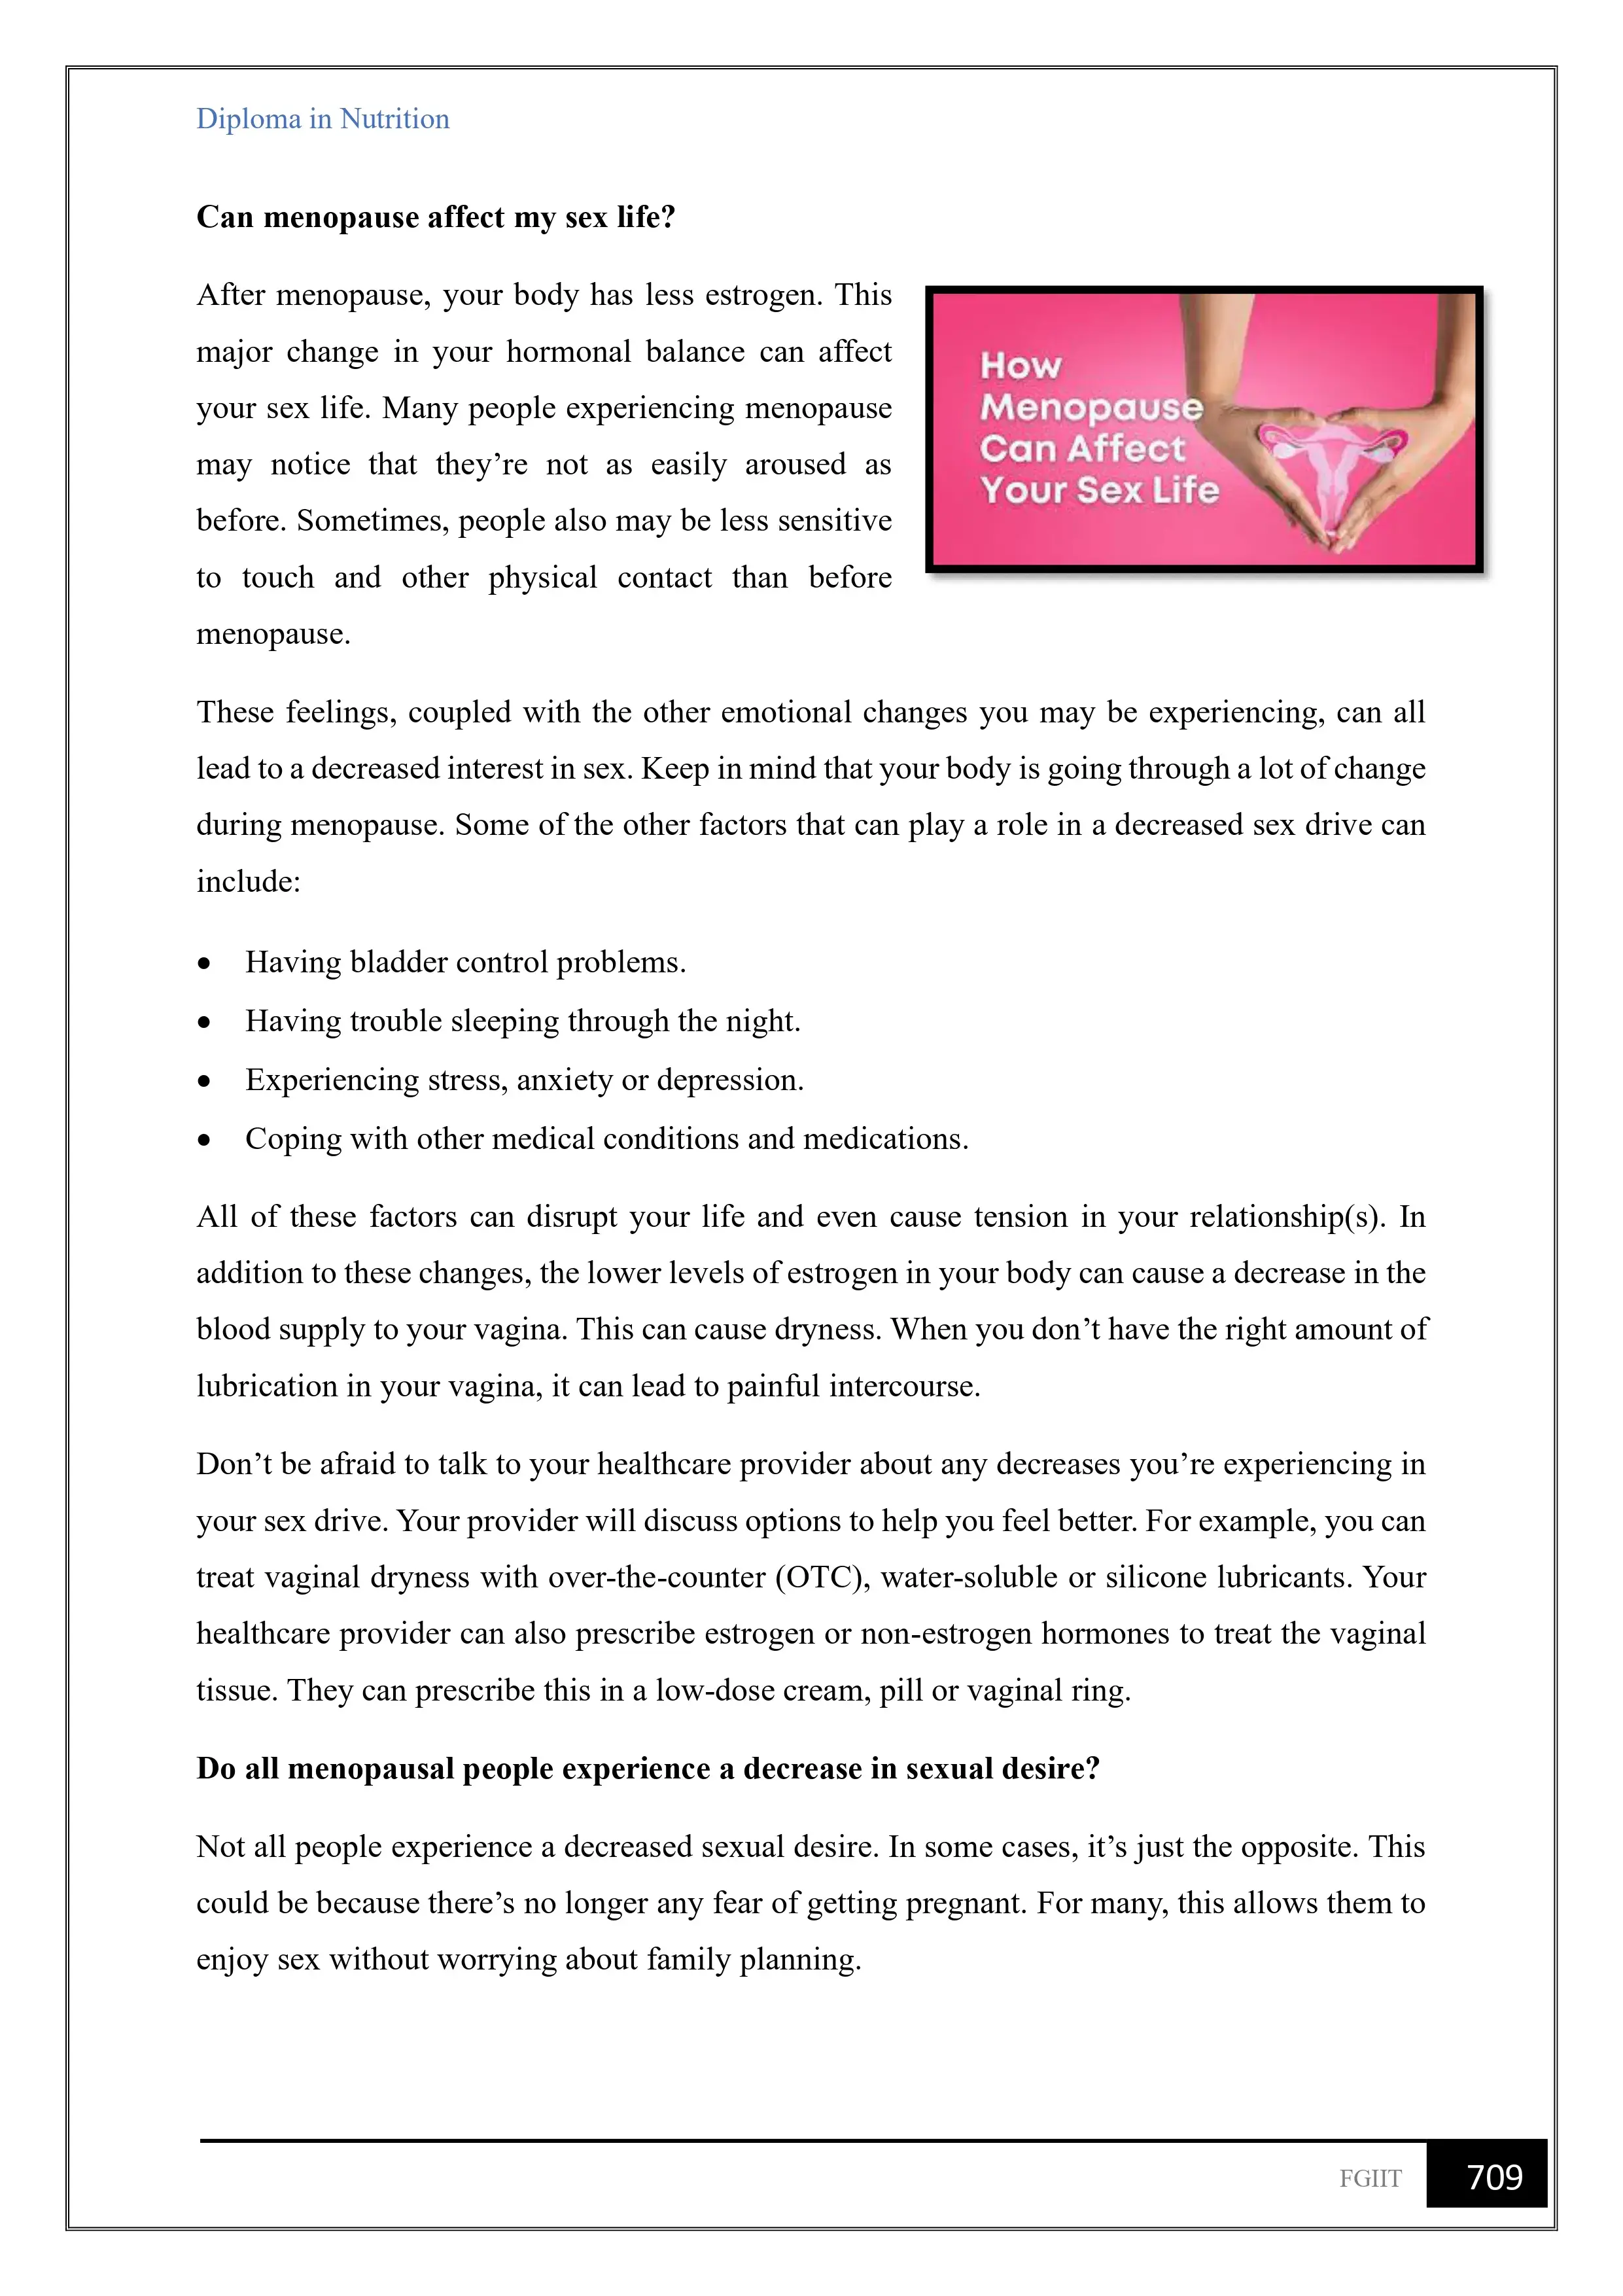 Diploma in Nutrition
Can menopause affect my sex life?
After menopause, your body has less estrogen. This
major change in your hormonal balance can affect
your sex life. Many people experiencing menopause
may notice that they’re not as easily aroused as
before. Sometimes, people also may be less sensitive
to touch and other physical contact than before
menopause.
How
Menopause
Can Affect
Your Sex Life
These feelings, coupled with the other emotional changes you may be experiencing, can all
lead to a decreased interest in sex. Keep in mind that your body is going through a lot of change
during menopause. Some of the other factors that can play a role in a decreased sex drive can
include:
• Having bladder control problems.
• Having trouble sleeping through the night.
• Experiencing stress, anxiety or depression.
• Coping with other medical conditions and medications.
All of these factors can disrupt your life and even cause tension in your relationship(s). In
addition to these changes, the lower levels of estrogen in your body can cause a decrease in the
blood supply to your vagina. This can cause dryness. When you don’t have the right amount of
lubrication in your vagina, it can lead to painful intercourse.
Don’t be afraid to talk to your healthcare provider about any decreases you’re experiencing in
your sex drive. Your provider will discuss options to help you feel better. For example, you can
treat vaginal dryness with over-the-counter (OTC), water-soluble or silicone lubricants. Your
healthcare provider can also prescribe estrogen or non-estrogen hormones to treat the vaginal
tissue. They can prescribe this in a low-dose cream, pill or vaginal ring.
Do all menopausal people experience a decrease in sexual desire?
Not all people experience a decreased sexual desire. In some cases, it’s just the opposite. This
could be because there’s no longer any fear of getting pregnant. For many, this allows them to
enjoy sex without worrying about family planning.
FGIIT 709